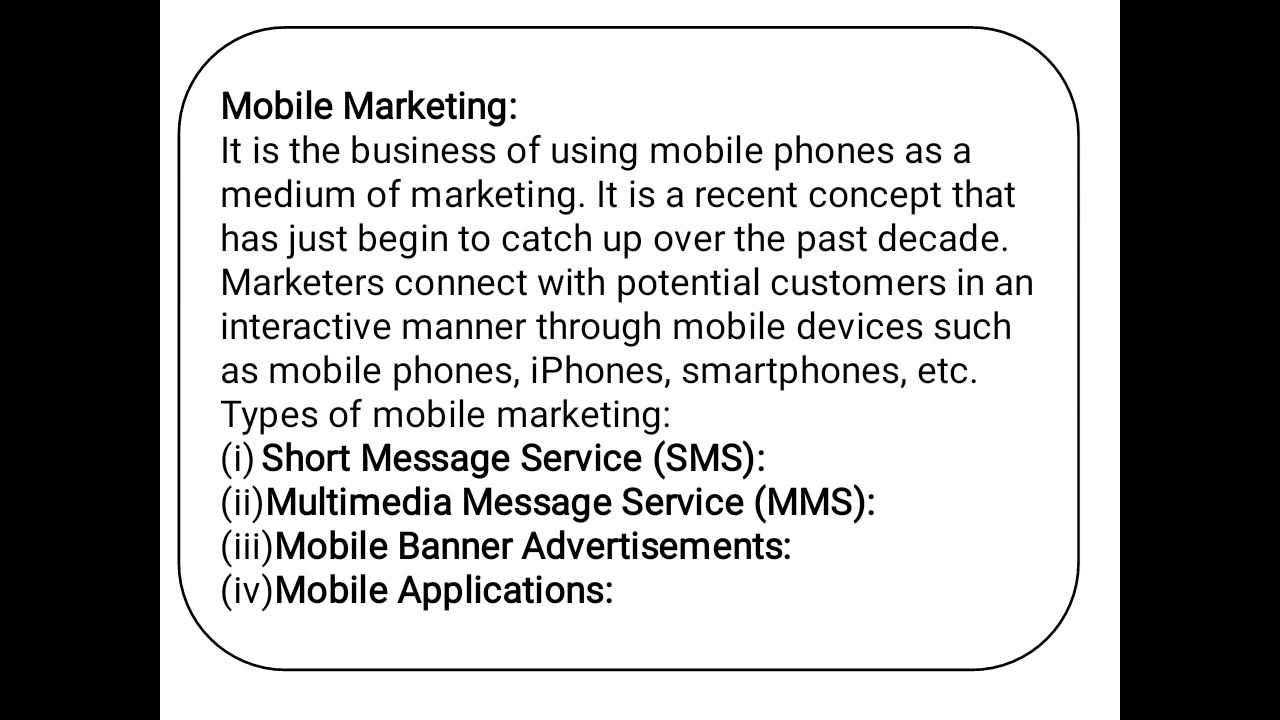 Mobile Marketing:
It is the business of using mobile phones as a
medium of marketing. It is a recent concept that
has just begin to catch up over the past decade.
Marketers connect with potential customers in an
interactive manner through mobile devices such
as mobile phones, iPhones, smartphones, etc.
Types of mobile marketing:
(i) Short Message Service (SMS):
(ii)Multimedia Message Service (MMS):
(iii)Mobile Banner Advertisements:
(iv)Mobile Applications: